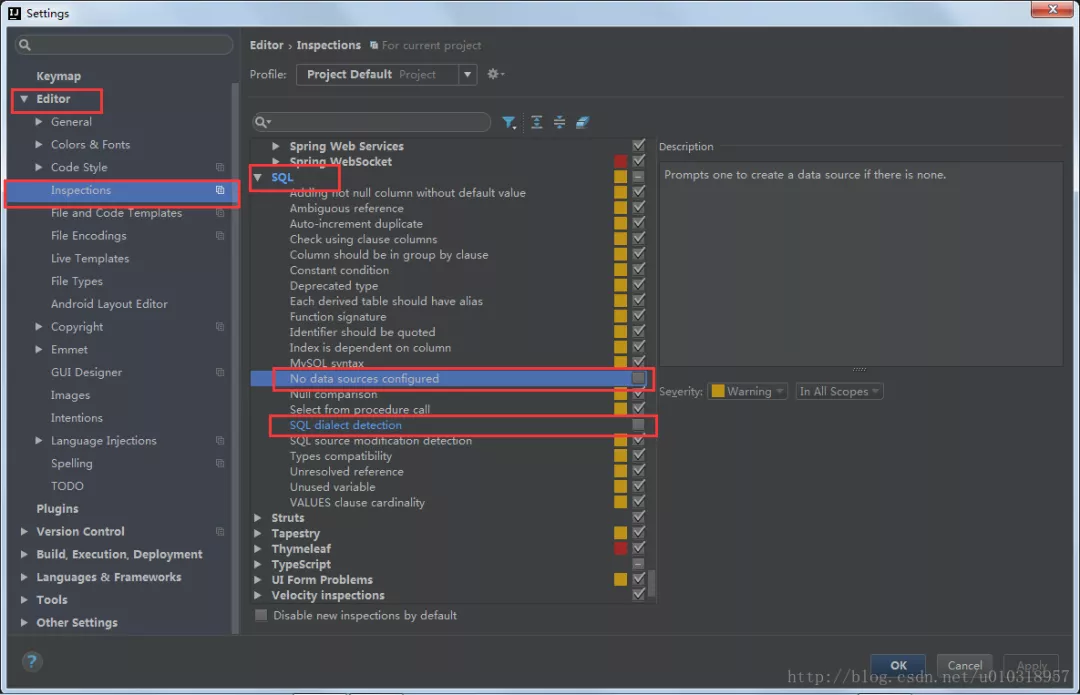 Settings
Keymap
Editor
General
Colors & Fonts
Code Style
Inspections
File and Code Templates
File Encodings
Live Templates
File Types
Android Layout Editor
Copyright
Emmet
GUI Designer
Images
Intentions
Language Injections
Spelling
TODO
Plugins
Version Control
Build, Execution, Deployment
Languages & Frameworks
Tools
Other Settings
Editor › Inspections For current project
Profile: Project Default Project
Spring Web Services
Spring WebSocket
SQL
Adding not null column without default value
Ambiguous reference
Auto-increment duplicate
Check using clause columns
Column should be in group by clause
Constant condition
Deprecated type
Each derived table should have alias
Function signature
Identifier should be quoted
Index is dependent on column
MySQL syntax
No data sources configured
Null comparison
Select from procedure call
SQL dialect detection
SQL source modification detection
Types compatibility
Unresolved reference
Unused variable
VALUES clause cardinality
Struts
Tapestry
Thymeleaf
TypeScript
UI Form Problems
Velocity inspections
Disable new inspections by default
Description
Prompts one to create a data source if there is none.
Severity: Warning In All Scopes
? OK Cancel Apply
http://blog.csdn.net/u010318957